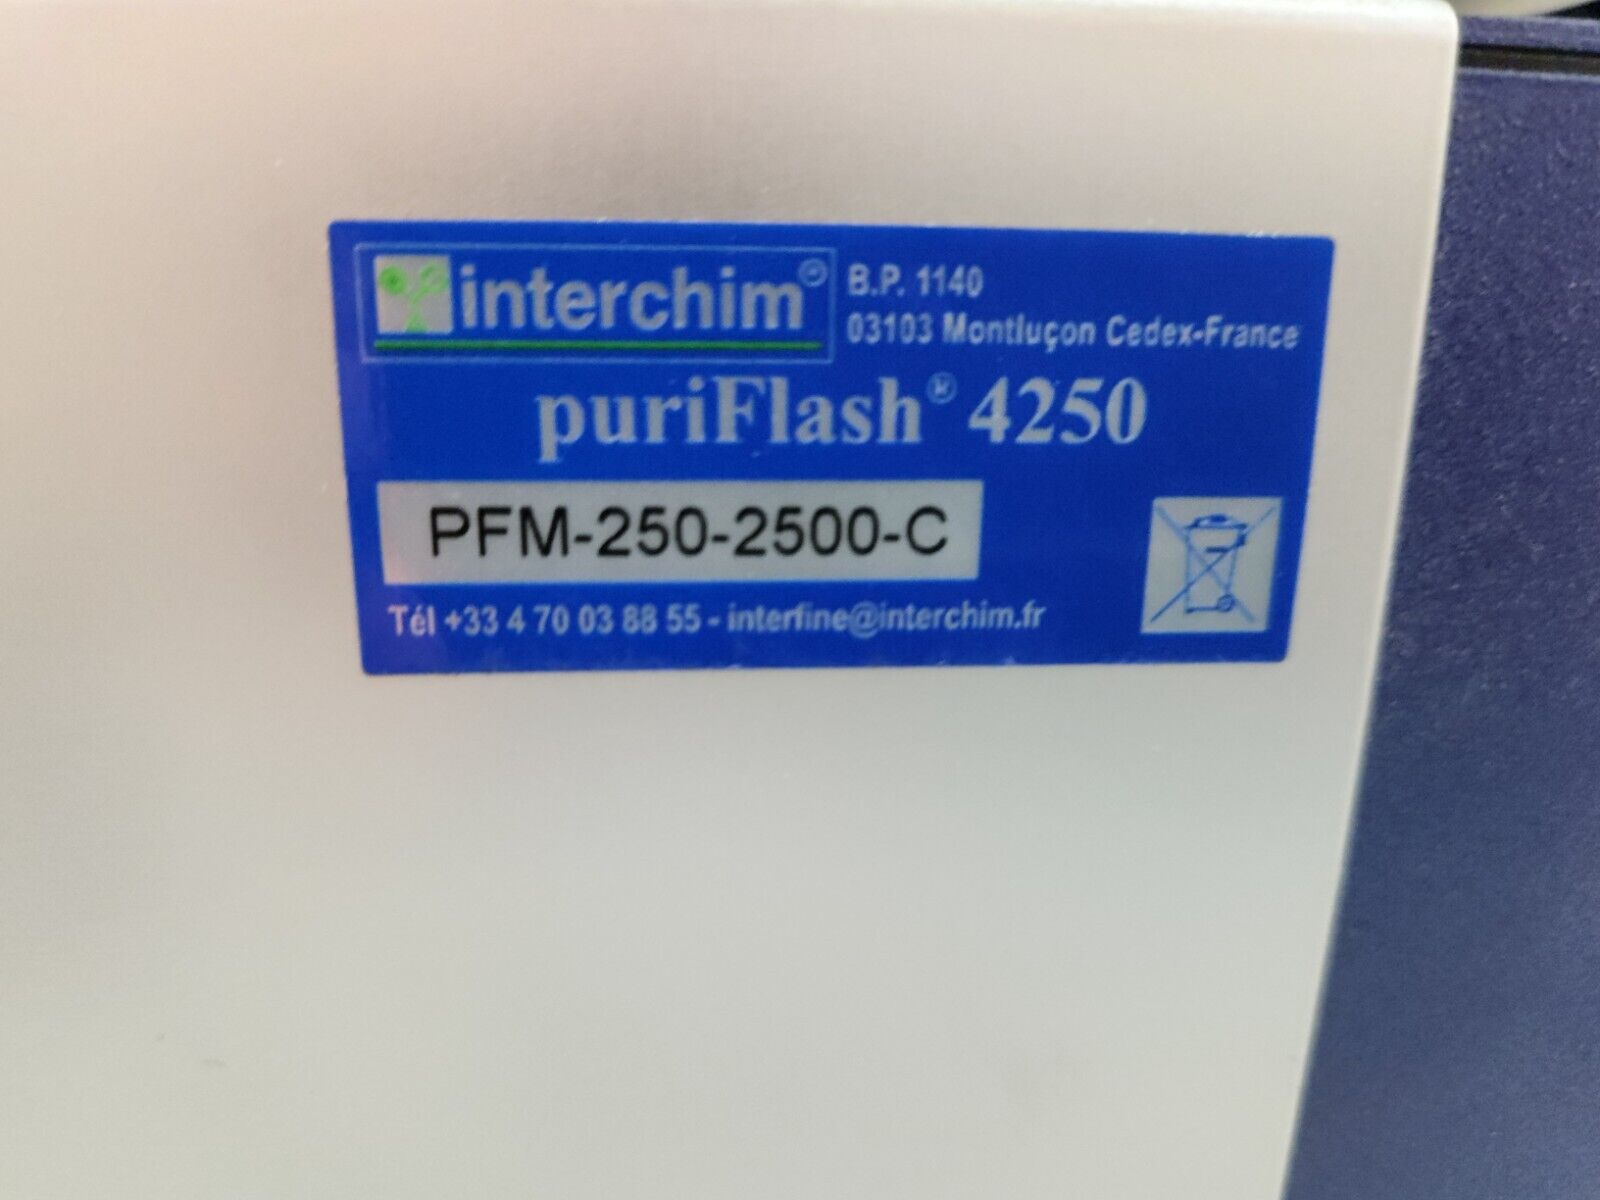 interchim®
B.P. 1140
03103 Montluçon Cedex-France
puriFlash® 4250
PFM-250-2500-C
Tél +33 4 70 03 88 55 - interfine@interchim.fr